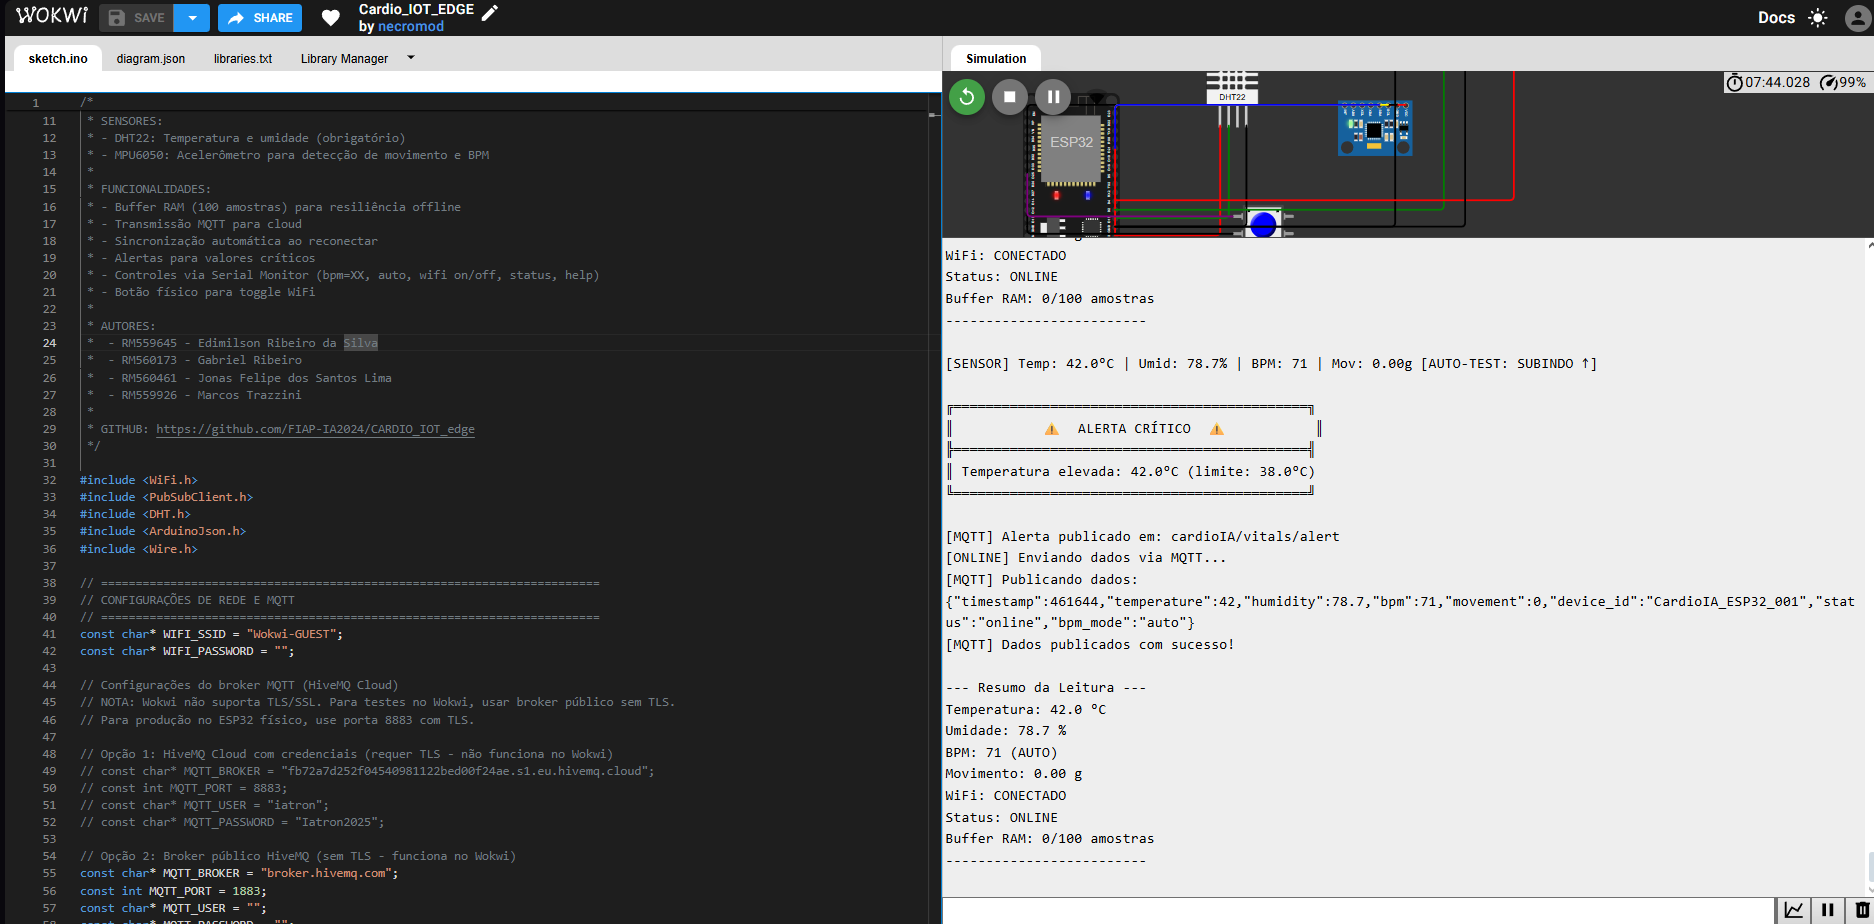 WOKWI
SAVE
SHARE
Cardio_IOT_EDGE
by necromod
Docs
sketch.ino
diagram.json
libraries.txt
Library Manager
Simulation
1 /*
11 * SENSORES:
12 * - DHT22: Temperatura e umidade (obrigatório)
13 * - MPU6050: Acelerômetro para detecção de movimento e BPM
14 *
15 * FUNCIONALIDADES:
16 * - Buffer RAM (100 amostras) para resiliência offline
17 * - Transmissão MQTT para cloud
18 * - Sincronização automática ao reconectar
19 * - Alertas para valores críticos
20 * - Controles via Serial Monitor (bpm=XX, auto, wifi on/off, status, help)
21 * - Botão físico para toggle WiFi
22 *
23 * AUTORES:
24 *  - RM559645 - Edimilson Ribeiro da Silva
25 *  - RM560173 - Gabriel Ribeiro
26 *  - RM560461 - Jonas Felipe dos Santos Lima
27 *  - RM559926 - Marcos Trazzini
28 *
29 * GITHUB: https://github.com/FIAP-IA2024/CARDIO_IOT_edge
30 */
31
32 #include <WiFi.h>
33 #include <PubSubClient.h>
34 #include <DHT.h>
35 #include <ArduinoJson.h>
36 #include <Wire.h>
37
38 // =========================================================================
39 // CONFIGURAÇÕES DE REDE E MQTT
40 // =========================================================================
41 const char* WIFI_SSID = "Wokwi-GUEST";
42 const char* WIFI_PASSWORD = "";
43
44 // Configurações do broker MQTT (HiveMQ Cloud)
45 // NOTA: Wokwi não suporta TLS/SSL. Para testes no Wokwi, usar broker público sem TLS.
46 // Para produção no ESP32 físico, use porta 8883 com TLS.
47
48 // Opção 1: HiveMQ Cloud com credenciais (requer TLS - não funciona no Wokwi)
49 // const char* MQTT_BROKER = "fb72a7d252f04540981122bed00f24ae.s1.eu.hivemq.cloud";
50 // const int MQTT_PORT = 8883;
51 // const char* MQTT_USER = "iatron";
52 // const char* MQTT_PASSWORD = "Iatron2025";
53
54 // Opção 2: Broker público HiveMQ (sem TLS - funciona no Wokwi)
55 const char* MQTT_BROKER = "broker.hivemq.com";
56 const int MQTT_PORT = 1883;
57 const char* MQTT_USER = "";
58 const char* MQTT_PASSWORD = "";
07:44.028 99%
DHT22
ESP32
WiFi: CONECTADO
Status: ONLINE
Buffer RAM: 0/100 amostras
-------------------------
[SENSOR] Temp: 42.0°C | Umid: 78.7% | BPM: 71 | Mov: 0.00g [AUTO-TEST: SUBINDO ↑]
⚠ ALERTA CRÍTICO ⚠
Temperatura elevada: 42.0°C (limite: 38.0°C)
[MQTT] Alerta publicado em: cardioIA/vitals/alert
[ONLINE] Enviando dados via MQTT...
[MQTT] Publicando dados:
{"timestamp":461644,"temperature":42,"humidity":78.7,"bpm":71,"movement":0,"device_id":"CardioIA_ESP32_001","stat
us":"online","bpm_mode":"auto"}
[MQTT] Dados publicados com sucesso!
--- Resumo da Leitura ---
Temperatura: 42.0 °C
Umidade: 78.7 %
BPM: 71 (AUTO)
Movimento: 0.00 g
WiFi: CONECTADO
Status: ONLINE
Buffer RAM: 0/100 amostras
-------------------------